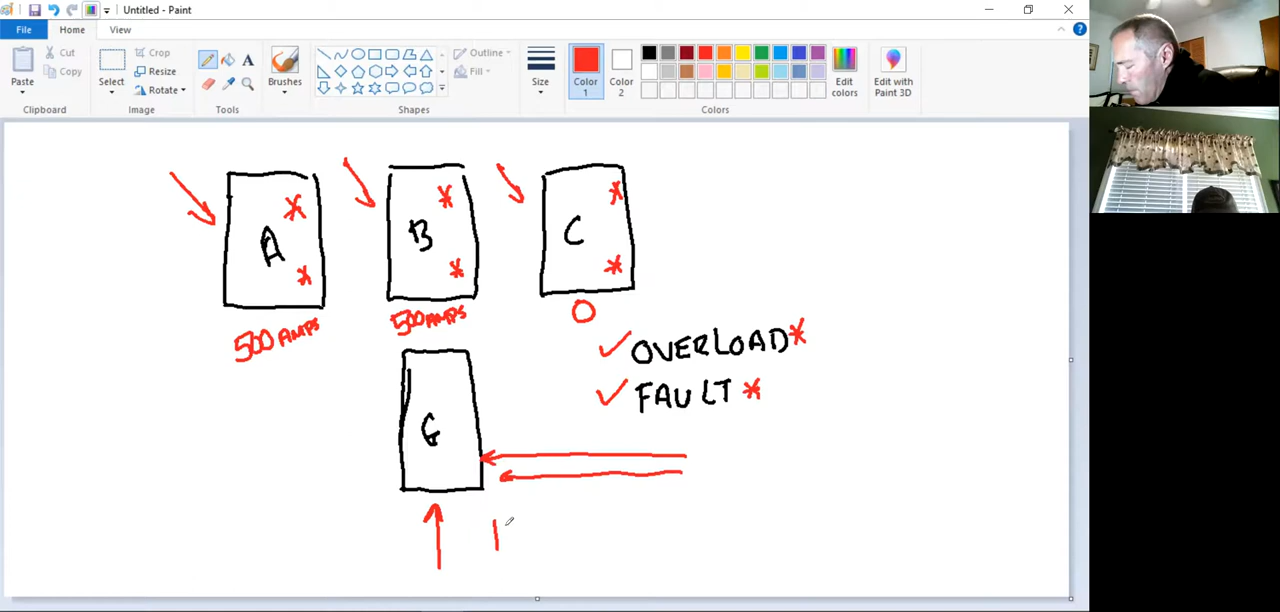 Untitled - Paint
File Home View
Cut
Copy
Paste
Clipboard
Crop
Resize
Rotate
Select
Image
A
Tools
Brushes
Outline
Fill
Shapes
Size
Color 1
Color 2
Edit colors
Colors
Edit with Paint 3D
A B C
500 AMPS 500 AMPS 0
OVERLOAD*
FAULT *
G